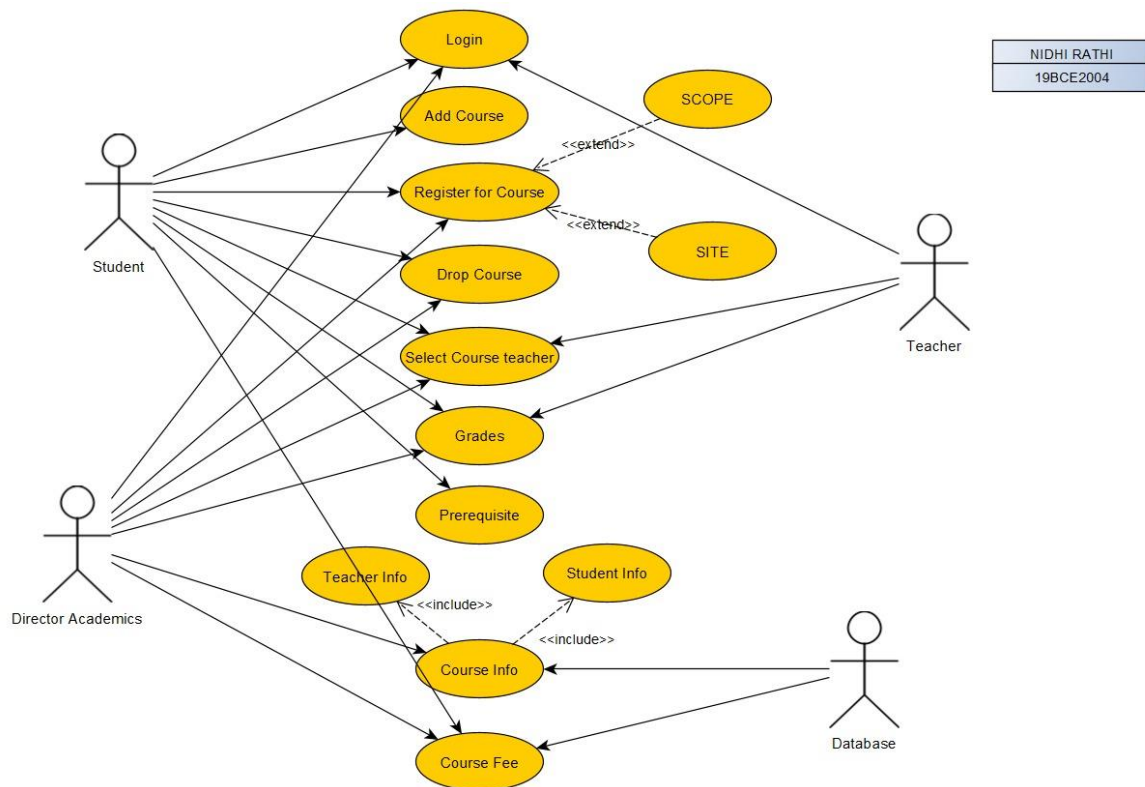 Login
NIDHI RATHI
19BCE2004
SCOPE
Add Course
<<extend>>
Register for Course
<<extend>>
SITE
Student
Drop Course
Teacher
Select Course teacher
Grades
Prerequisite
Teacher Info
Student Info
<<include>>
Director Academics
<<include>>
Course Info
Database
Course Fee